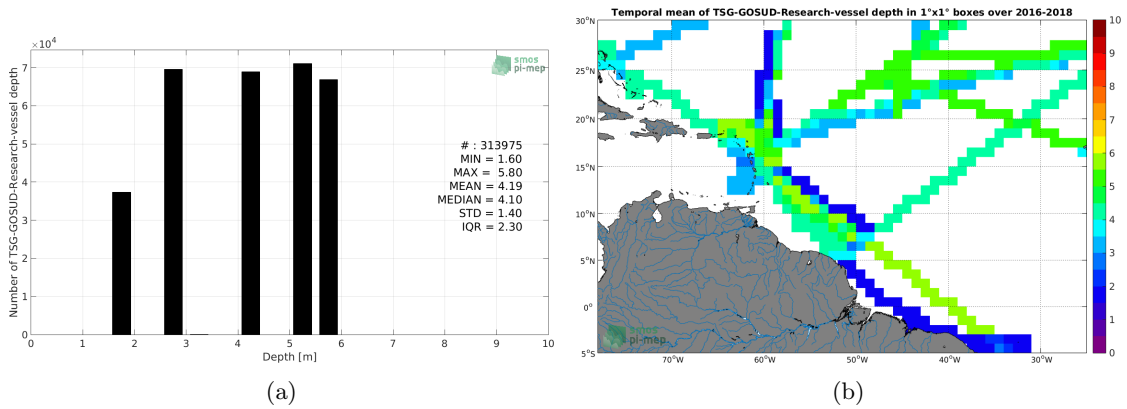 ×10⁴
7
6
5
4
3
2
1
0
Number of TSG-GOSUD-Research-vessel depth
smos
pi-mep
# : 313975
MIN = 1.60
MAX = 5.80
MEAN = 4.19
MEDIAN = 4.10
STD = 1.40
IQR = 2.30
0 1 2 3 4 5 6 7 8 9 10
Depth [m]
(a)
Temporal mean of TSG-GOSUD-Research-vessel depth in 1°x1° boxes over 2016-2018
30°N
25°N
20°N
15°N
10°N
5°N
0°
5°S
70°W 60°W 50°W 40°W 30°W
smos
pi-mep
10
9
8
7
6
5
4
3
2
1
0
(b)